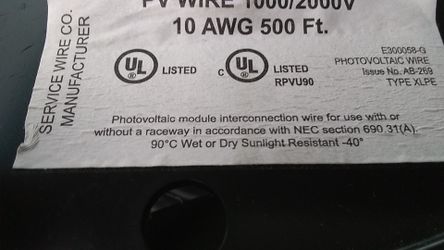 PV WIRE 1000/2000V
10 AWG 500 Ft.
SERVICE WIRE CO.
MANUFACTURER
UL LISTED
c UL LISTED
RPVU90
E300058-G
PHOTOVOLTAIC WIRE
Issue No. AB-269
TYPE XLPE
Photovoltaic module interconnection wire for use with or
without a raceway in accordance with NEC section 690.31(A).
90°C Wet or Dry Sunlight Resistant -40°